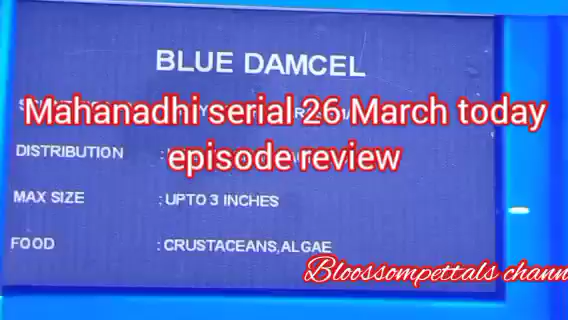 BLUE DAMCEL
Mahanadhi serial 26 March today
episode review
DISTRIBUTION :
MAX SIZE : UPTO 3 INCHES
FOOD : CRUSTACEANS,ALGAE
Bloossompettals chann